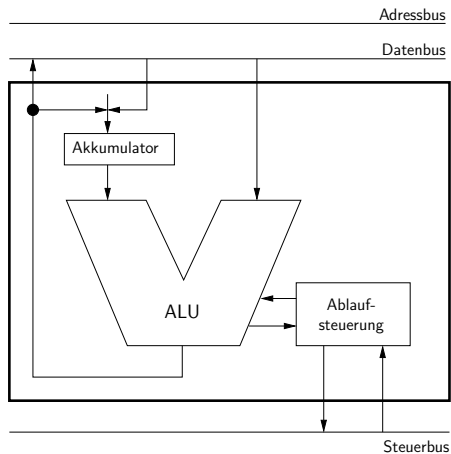 Adressbus
Datenbus
Akkumulator
ALU
Ablauf-
steuerung
Steuerbus